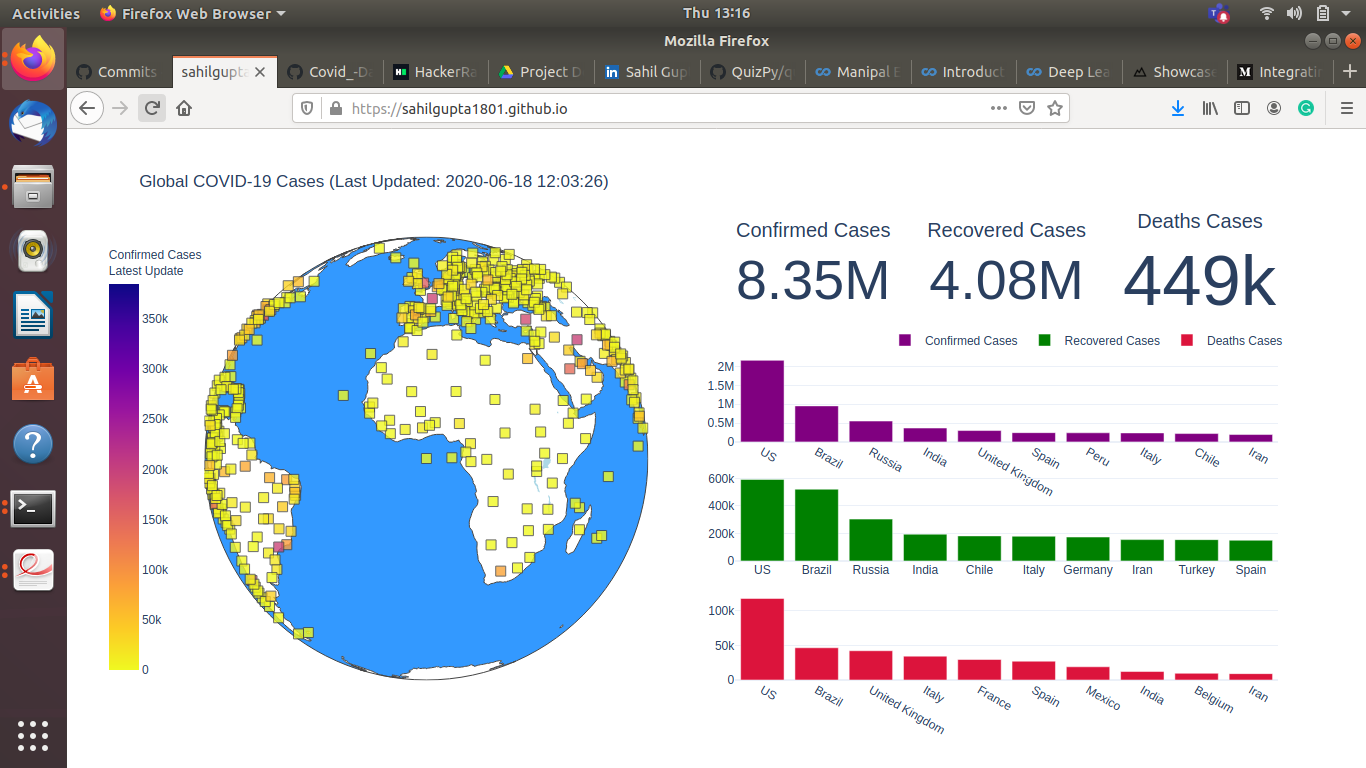 Activities Firefox Web Browser Thu 13:16
Mozilla Firefox
Commits sahilgupta Covid_-Da HackerRa Project D Sahil Gup QuizPy/q Manipal E Introduct Deep Lea Showcase Integratin
https://sahilgupta1801.github.io
Global COVID-19 Cases (Last Updated: 2020-06-18 12:03:26)
Confirmed Cases
Latest Update
350k
300k
250k
200k
150k
100k
50k
0
Confirmed Cases Recovered Cases Deaths Cases
8.35M 4.08M 449k
Confirmed Cases Recovered Cases Deaths Cases
2M
1.5M
1M
0.5M
0
US Brazil Russia India United Kingdom Spain Peru Italy Chile Iran
600k
400k
200k
0
US Brazil Russia India Chile Italy Germany Iran Turkey Spain
100k
50k
0
US Brazil United Kingdom Italy France Spain Mexico India Belgium Iran